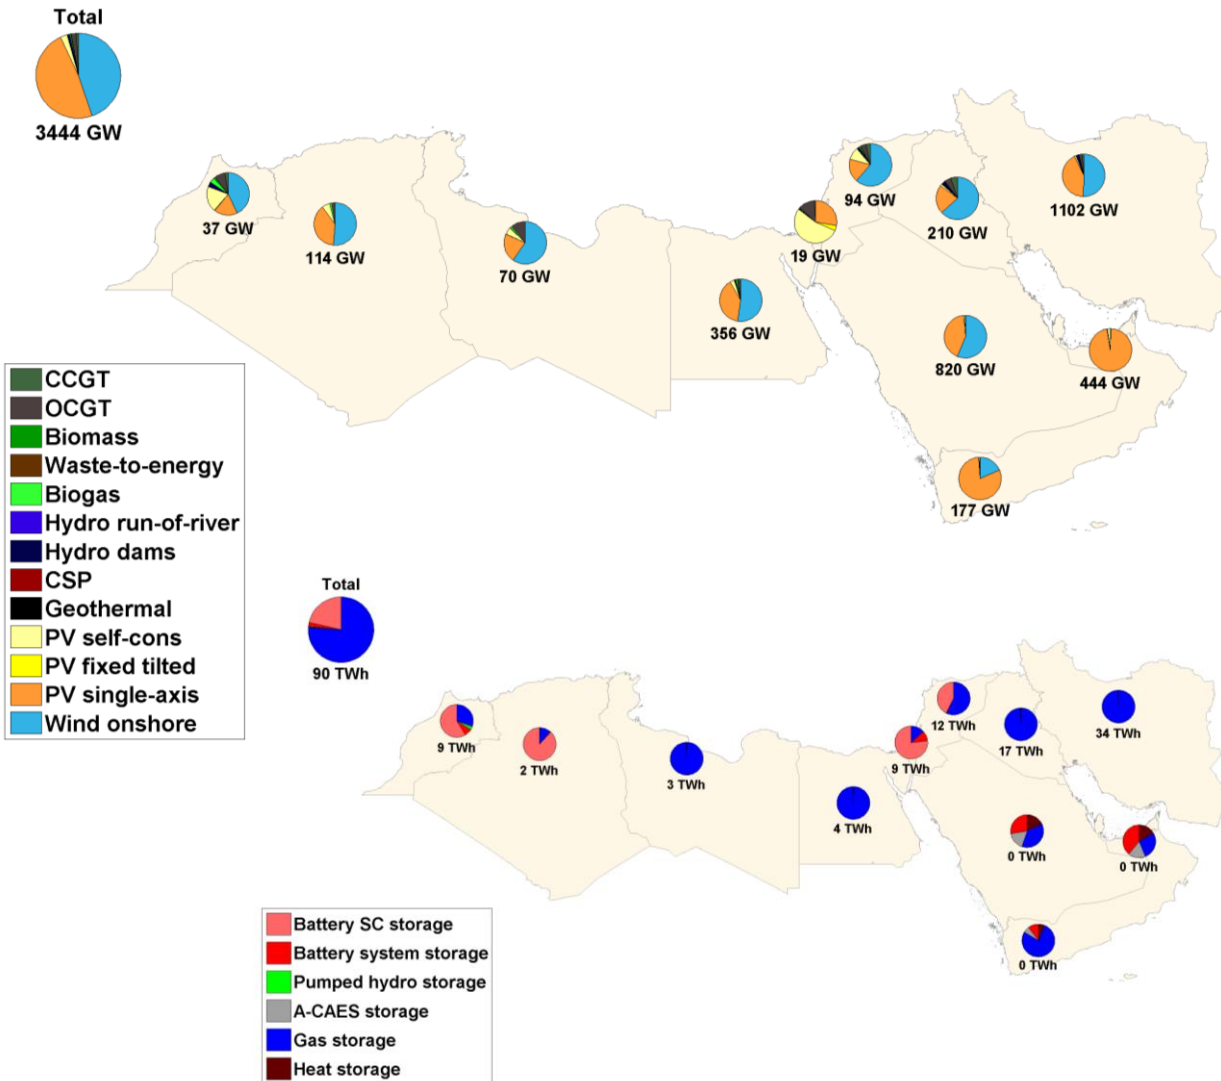 Total
3444 GW
37 GW
114 GW
70 GW
356 GW
94 GW
19 GW
210 GW
1102 GW
820 GW
444 GW
177 GW
CCGT
OCGT
Biomass
Waste-to-energy
Biogas
Hydro run-of-river
Hydro dams
CSP
Geothermal
PV self-cons
PV fixed tilted
PV single-axis
Wind onshore
Total
90 TWh
9 TWh
2 TWh
3 TWh
4 TWh
12 TWh
9 TWh
17 TWh
34 TWh
0 TWh
0 TWh
0 TWh
Battery SC storage
Battery system storage
Pumped hydro storage
A-CAES storage
Gas storage
Heat storage